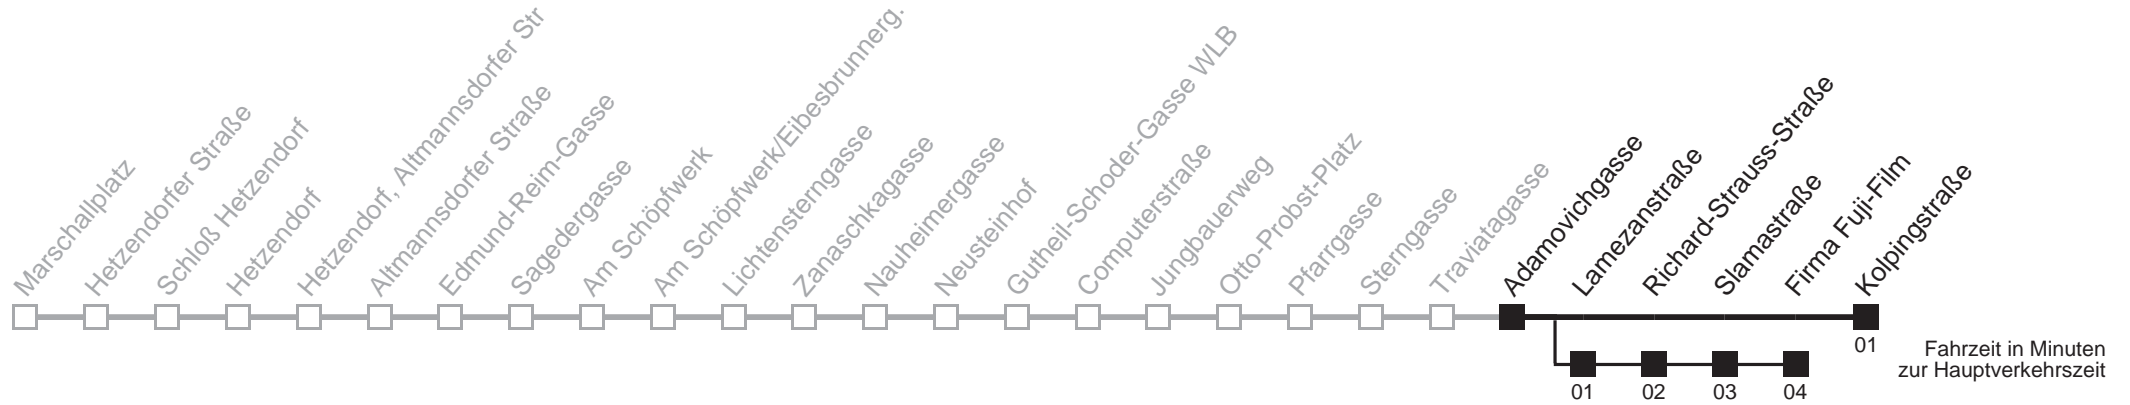 Marschallplatz
Hetzendorfer Straße
Schloß Hetzendorf
Hetzendorf
Hetzendorf, Altmannsdorfer Str
Altmannsdorfer Straße
Edmund-Reim-Gasse
Sagedergasse
Am Schöpfwerk
Am Schöpfwerk/Eibesbrunnerg.
Lichtensterngasse
Zanaschkagasse
Nauheimergasse
Neusteinhof
Gutheil-Schoder-Gasse WLB
Computerstraße
Jungbauerweg
Otto-Probst-Platz
Pfarrgasse
Sterngasse
Traviatagasse
Adamovichgasse
Lamezanstraße
Richard-Strauss-Straße
Slamastraße
Firma Fuji-Film
Kolpingstraße
01
Fahrzeit in Minuten
zur Hauptverkehrszeit
01 02 03 04